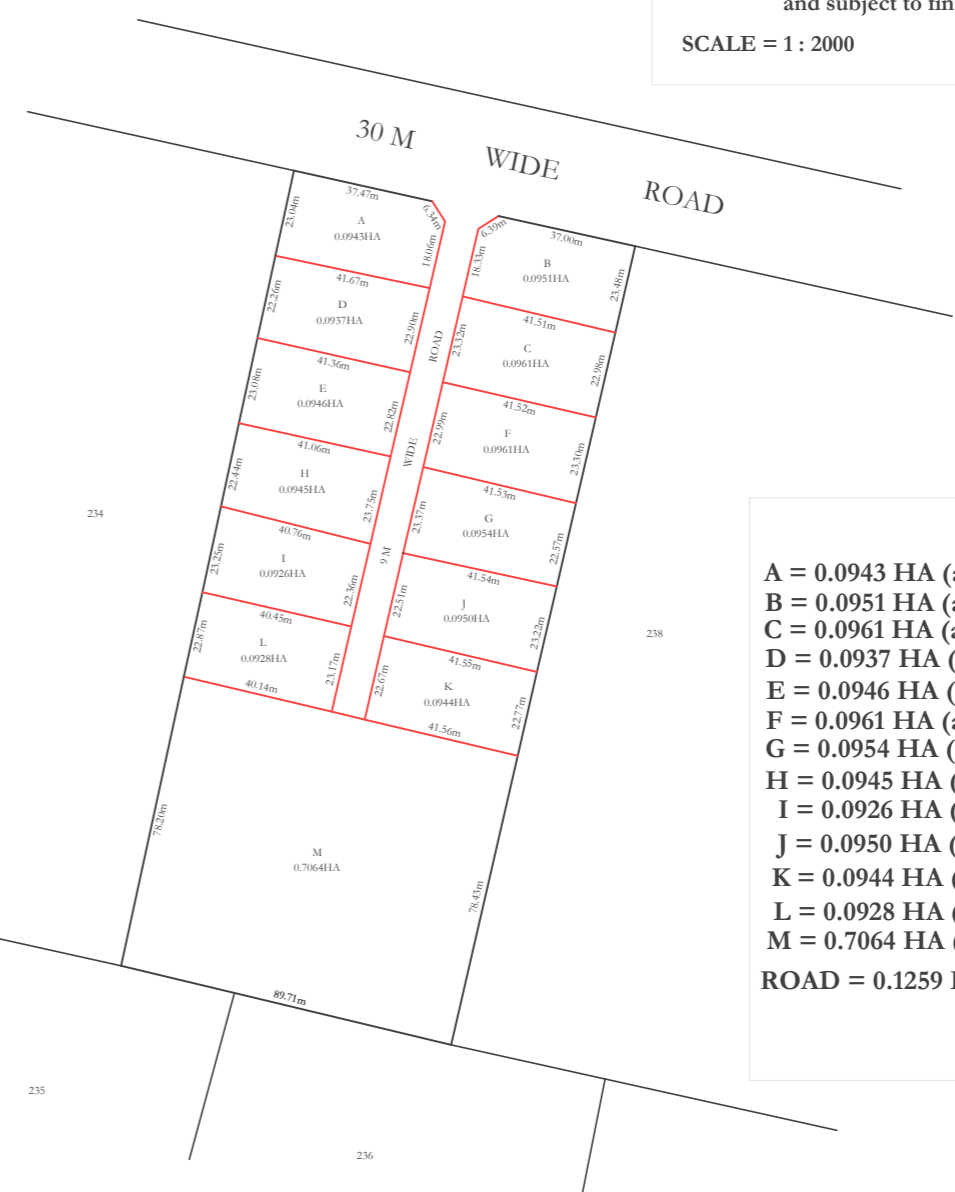 and subject to fin
SCALE = 1 : 2000
30 M WIDE ROAD
37.47m
6.34m
23.04m
A
0.0943HA
18.06m
6.39m
37.00m
18.33m
B
0.0951HA
23.48m
41.67m
22.26m
D
0.0937HA
22.90m
41.51m
23.32m
C
0.0961HA
22.98m
41.36m
23.08m
E
0.0946HA
22.82m
41.52m
22.99m
F
0.0961HA
23.30m
41.06m
22.44m
H
0.0945HA
23.75m
41.53m
23.37m
G
0.0954HA
22.57m
40.76m
23.25m
I
0.0926HA
22.36m
41.54m
22.51m
J
0.0950HA
23.22m
40.45m
22.87m
L
0.0928HA
23.17m
41.55m
22.67m
K
0.0944HA
22.77m
40.14m
41.56m
9 M WIDE ROAD
234
238
78.20m
M
0.7064HA
78.43m
89.71m
235
236
A = 0.0943 HA (a
B = 0.0951 HA (a
C = 0.0961 HA (a
D = 0.0937 HA (
E = 0.0946 HA (
F = 0.0961 HA (a
G = 0.0954 HA (
H = 0.0945 HA (
I = 0.0926 HA (
J = 0.0950 HA (
K = 0.0944 HA (
L = 0.0928 HA (
M = 0.7064 HA (
ROAD = 0.1259